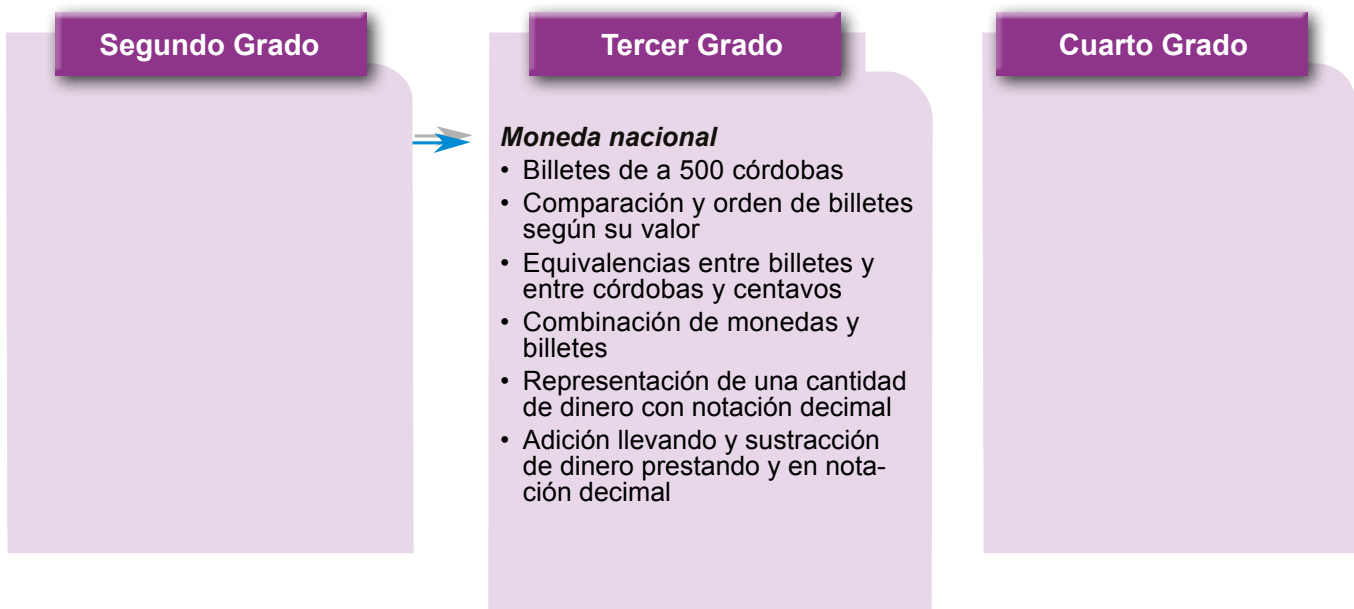 Segundo Grado
Tercer Grado
Cuarto Grado
Moneda nacional
• Billetes de a 500 córdobas
• Comparación y orden de billetes
según su valor
• Equivalencias entre billetes y
entre córdobas y centavos
• Combinación de monedas y
billetes
• Representación de una cantidad
de dinero con notación decimal
• Adición llevando y sustracción
de dinero prestando y en nota-
ción decimal